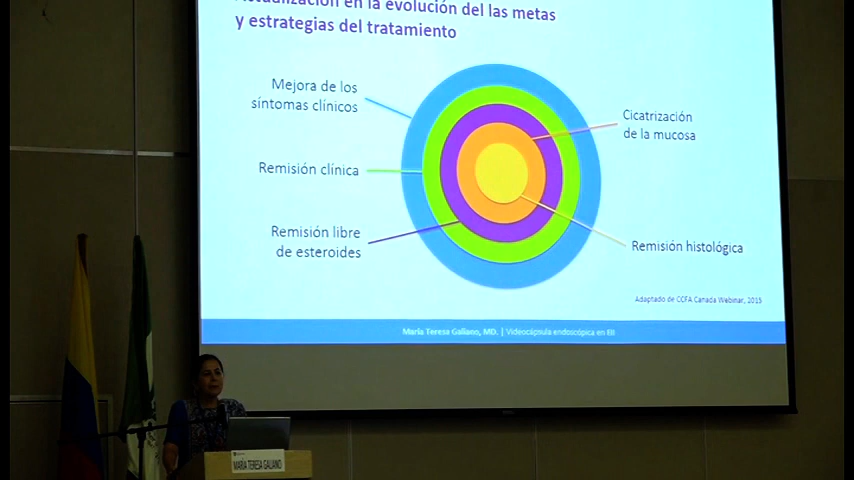 Actualización en la evolución del las metas
y estrategias del tratamiento
Mejora de los
síntomas clínicos
Remisión clínica
Remisión libre
de esteroides
Cicatrización
de la mucosa
Remisión histológica
Adaptado de CCFA Canada Webinar, 2015
María Teresa Galiano, MD. | Videocápsula endoscópica en EII
MARÍA TERESA GALIANO